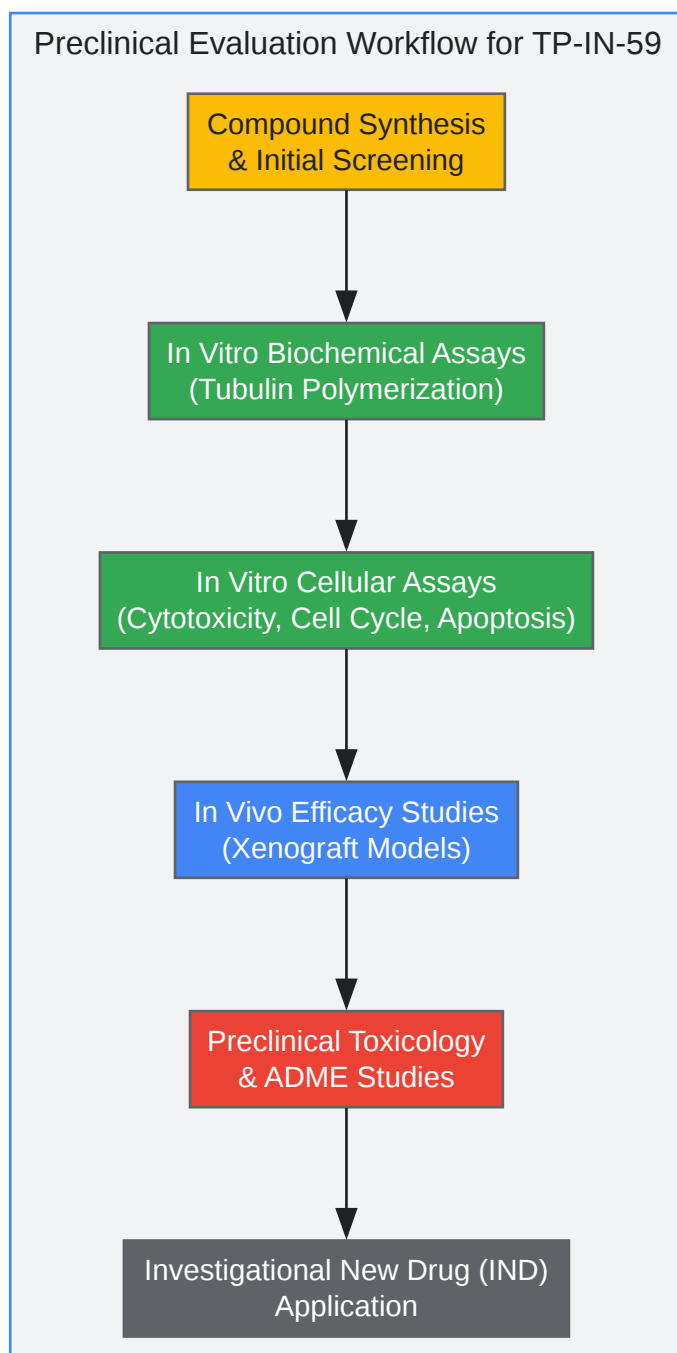 Preclinical Evaluation Workflow for TP-IN-59
Compound Synthesis
& Initial Screening
In Vitro Biochemical Assays
(Tubulin Polymerization)
In Vitro Cellular Assays
(Cytotoxicity, Cell Cycle, Apoptosis)
In Vivo Efficacy Studies
(Xenograft Models)
Preclinical Toxicology
& ADME Studies
Investigational New Drug (IND)
Application